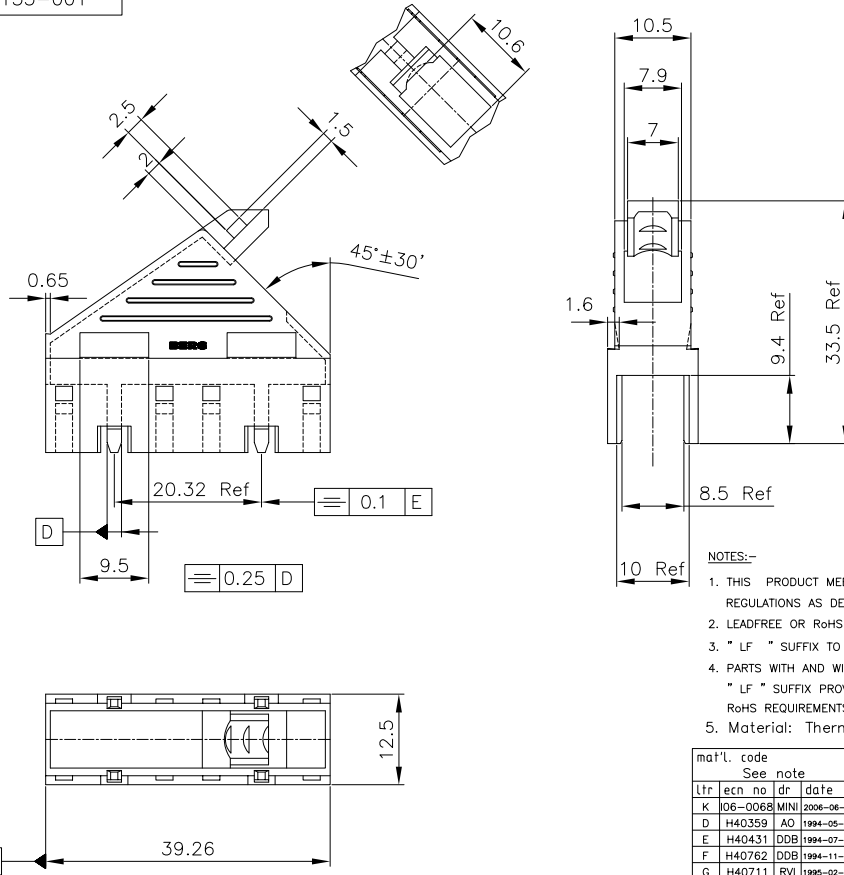 10.6
10.5
7.9
7
2.5
2
1.5
45°±30'
0.65
1.6
9.4 Ref
33.5 Ref
BERG
20.32 Ref
0.1 E
8.5 Ref
D
9.5
0.25 D
10 Ref
NOTES:-
1. THIS PRODUCT
REGULATIONS AS
2. LEADFREE OR RoHS
3. " LF " SUFFIX TO
4. PARTS WITH AND
" LF " SUFFIX
RoHS
5. Material:
12.5
39.26
mat'l. code
See note
ltr ecn no dr date
K I06-0068 MINI 2006-06-
D H40359 AO 1994-05-
E H40431 DDB 1994-07-
F H40762 DDB 1994-11-
G H40711 RVL 1995-02-